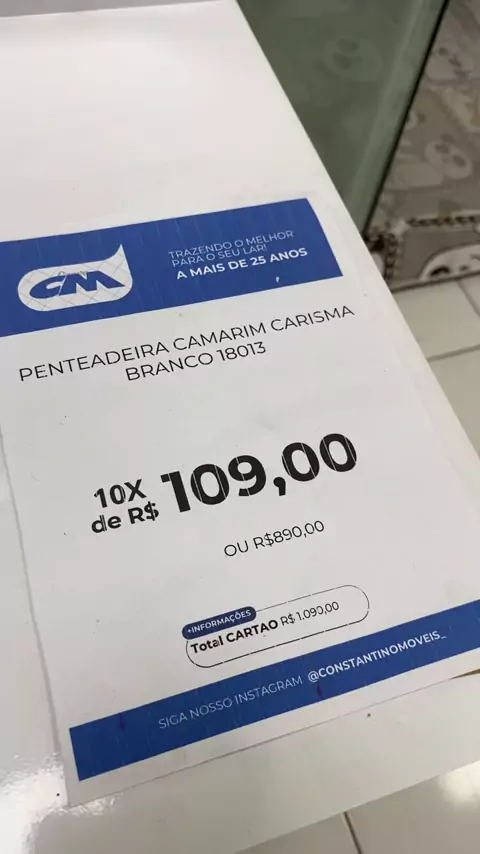 CM
TRAZENDO O MELHOR
PARA O SEU LAR!
A MAIS DE 25 ANOS
PENTEADEIRA CAMARIM CARISMA
BRANCO 18013
10X
de R$ 109,00
OU R$890,00
+INFORMAÇÕES
Total CARTAO R$ 1.090,00
SIGA NOSSO INSTAGRAM @CONSTANTINOMOVEIS_